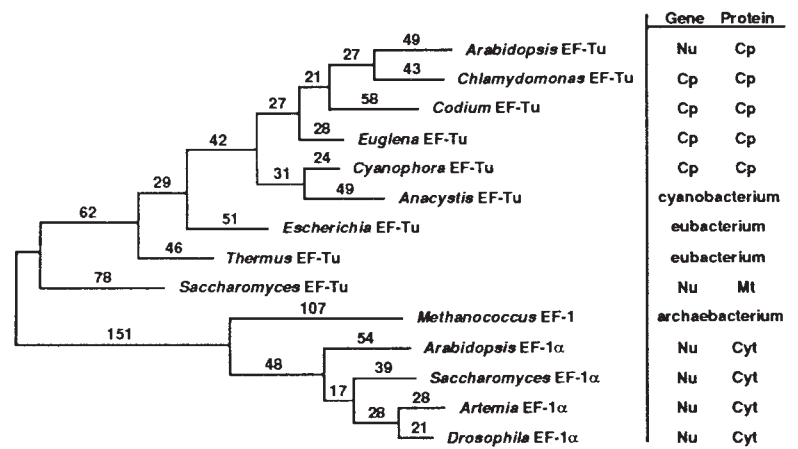 Gene Protein
49 Arabidopsis EF-Tu Nu Cp
27
43 Chlamydomonas EF-Tu Cp Cp
21
58 Codium EF-Tu Cp Cp
27
28 Euglena EF-Tu Cp Cp
42
24 Cyanophora EF-Tu Cp Cp
31
49 Anacystis EF-Tu cyanobacterium
29
51 Escherichia EF-Tu eubacterium
62
46 Thermus EF-Tu eubacterium
78 Saccharomyces EF-Tu Nu Mt
107 Methanococcus EF-1 archaebacterium
151
54 Arabidopsis EF-1α Nu Cyt
48
39 Saccharomyces EF-1α Nu Cyt
17
28 Artemia EF-1α Nu Cyt
28
21 Drosophila EF-1α Nu Cyt